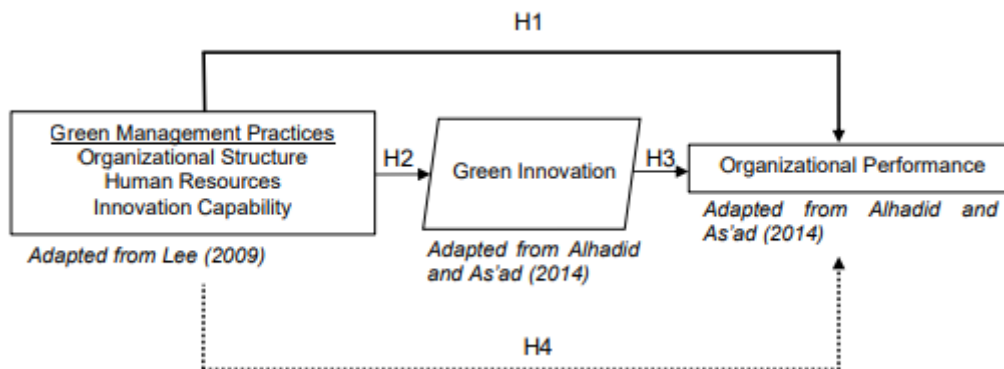 H1
Green Management Practices
Organizational Structure
Human Resources
Innovation Capability
Adapted from Lee (2009)
H2
Green Innovation
Adapted from Alhadid
and As'ad (2014)
H3
Organizational Performance
Adapted from Alhadid and
As'ad (2014)
H4